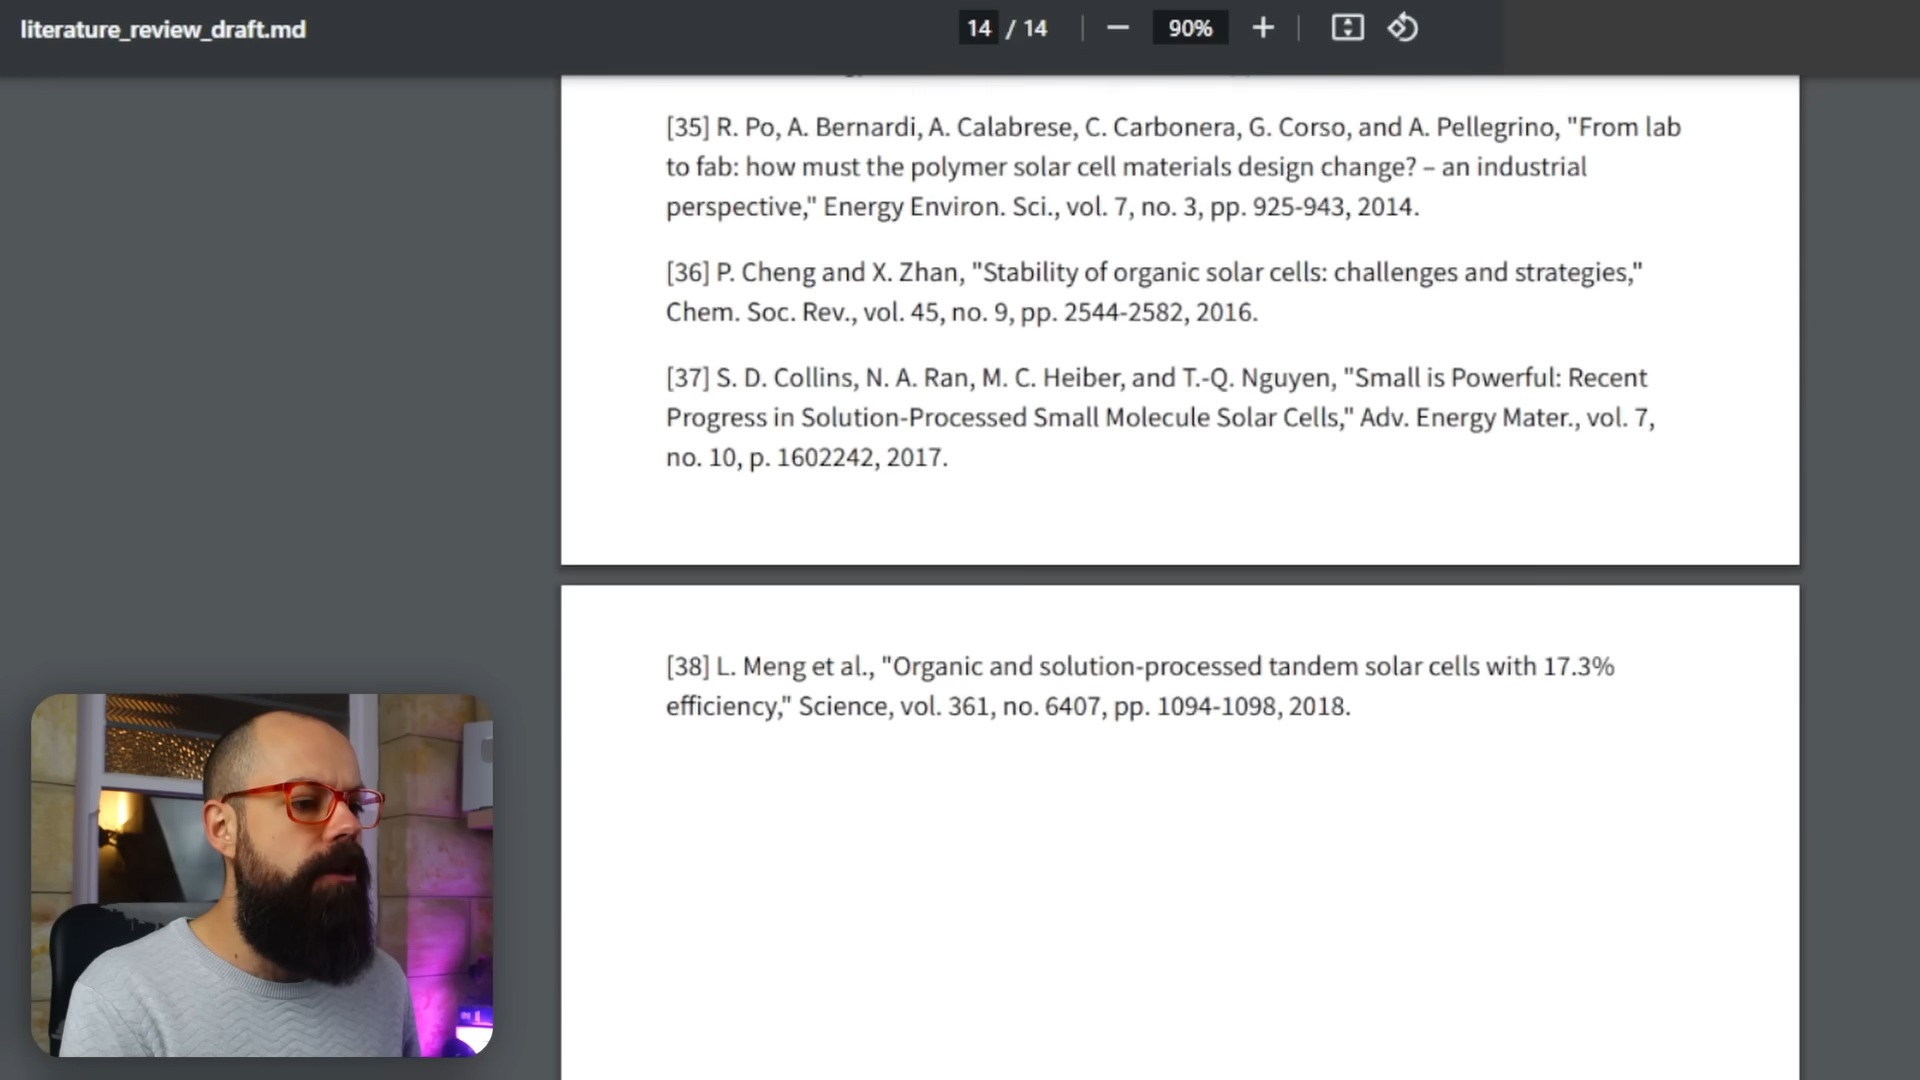 literature_review_draft.md
14 / 14
90%
[35] R. Po, A. Bernardi, A. Calabrese, C. Carbonera, G. Corso, and A. Pellegrino, "From lab
to fab: how must the polymer solar cell materials design change? – an industrial
perspective," Energy Environ. Sci., vol. 7, no. 3, pp. 925-943, 2014.
[36] P. Cheng and X. Zhan, "Stability of organic solar cells: challenges and strategies,"
Chem. Soc. Rev., vol. 45, no. 9, pp. 2544-2582, 2016.
[37] S. D. Collins, N. A. Ran, M. C. Heiber, and T.-Q. Nguyen, "Small is Powerful: Recent
Progress in Solution-Processed Small Molecule Solar Cells," Adv. Energy Mater., vol. 7,
no. 10, p. 1602242, 2017.
[38] L. Meng et al., "Organic and solution-processed tandem solar cells with 17.3%
efficiency," Science, vol. 361, no. 6407, pp. 1094-1098, 2018.